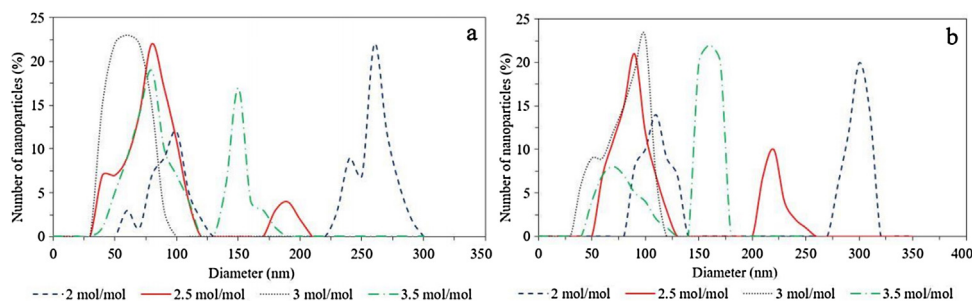 a
Number of nanoparticles (%)
25
20
15
10
5
0
0 50 100 150 200 250 300 350
Diameter (nm)
2 mol/mol 2.5 mol/mol 3 mol/mol 3.5 mol/mol
b
Number of nanoparticles (%)
25
20
15
10
5
0
0 50 100 150 200 250 300 350 400
Diameter (nm)
2 mol/mol 2.5 mol/mol 3 mol/mol 3.5 mol/mol